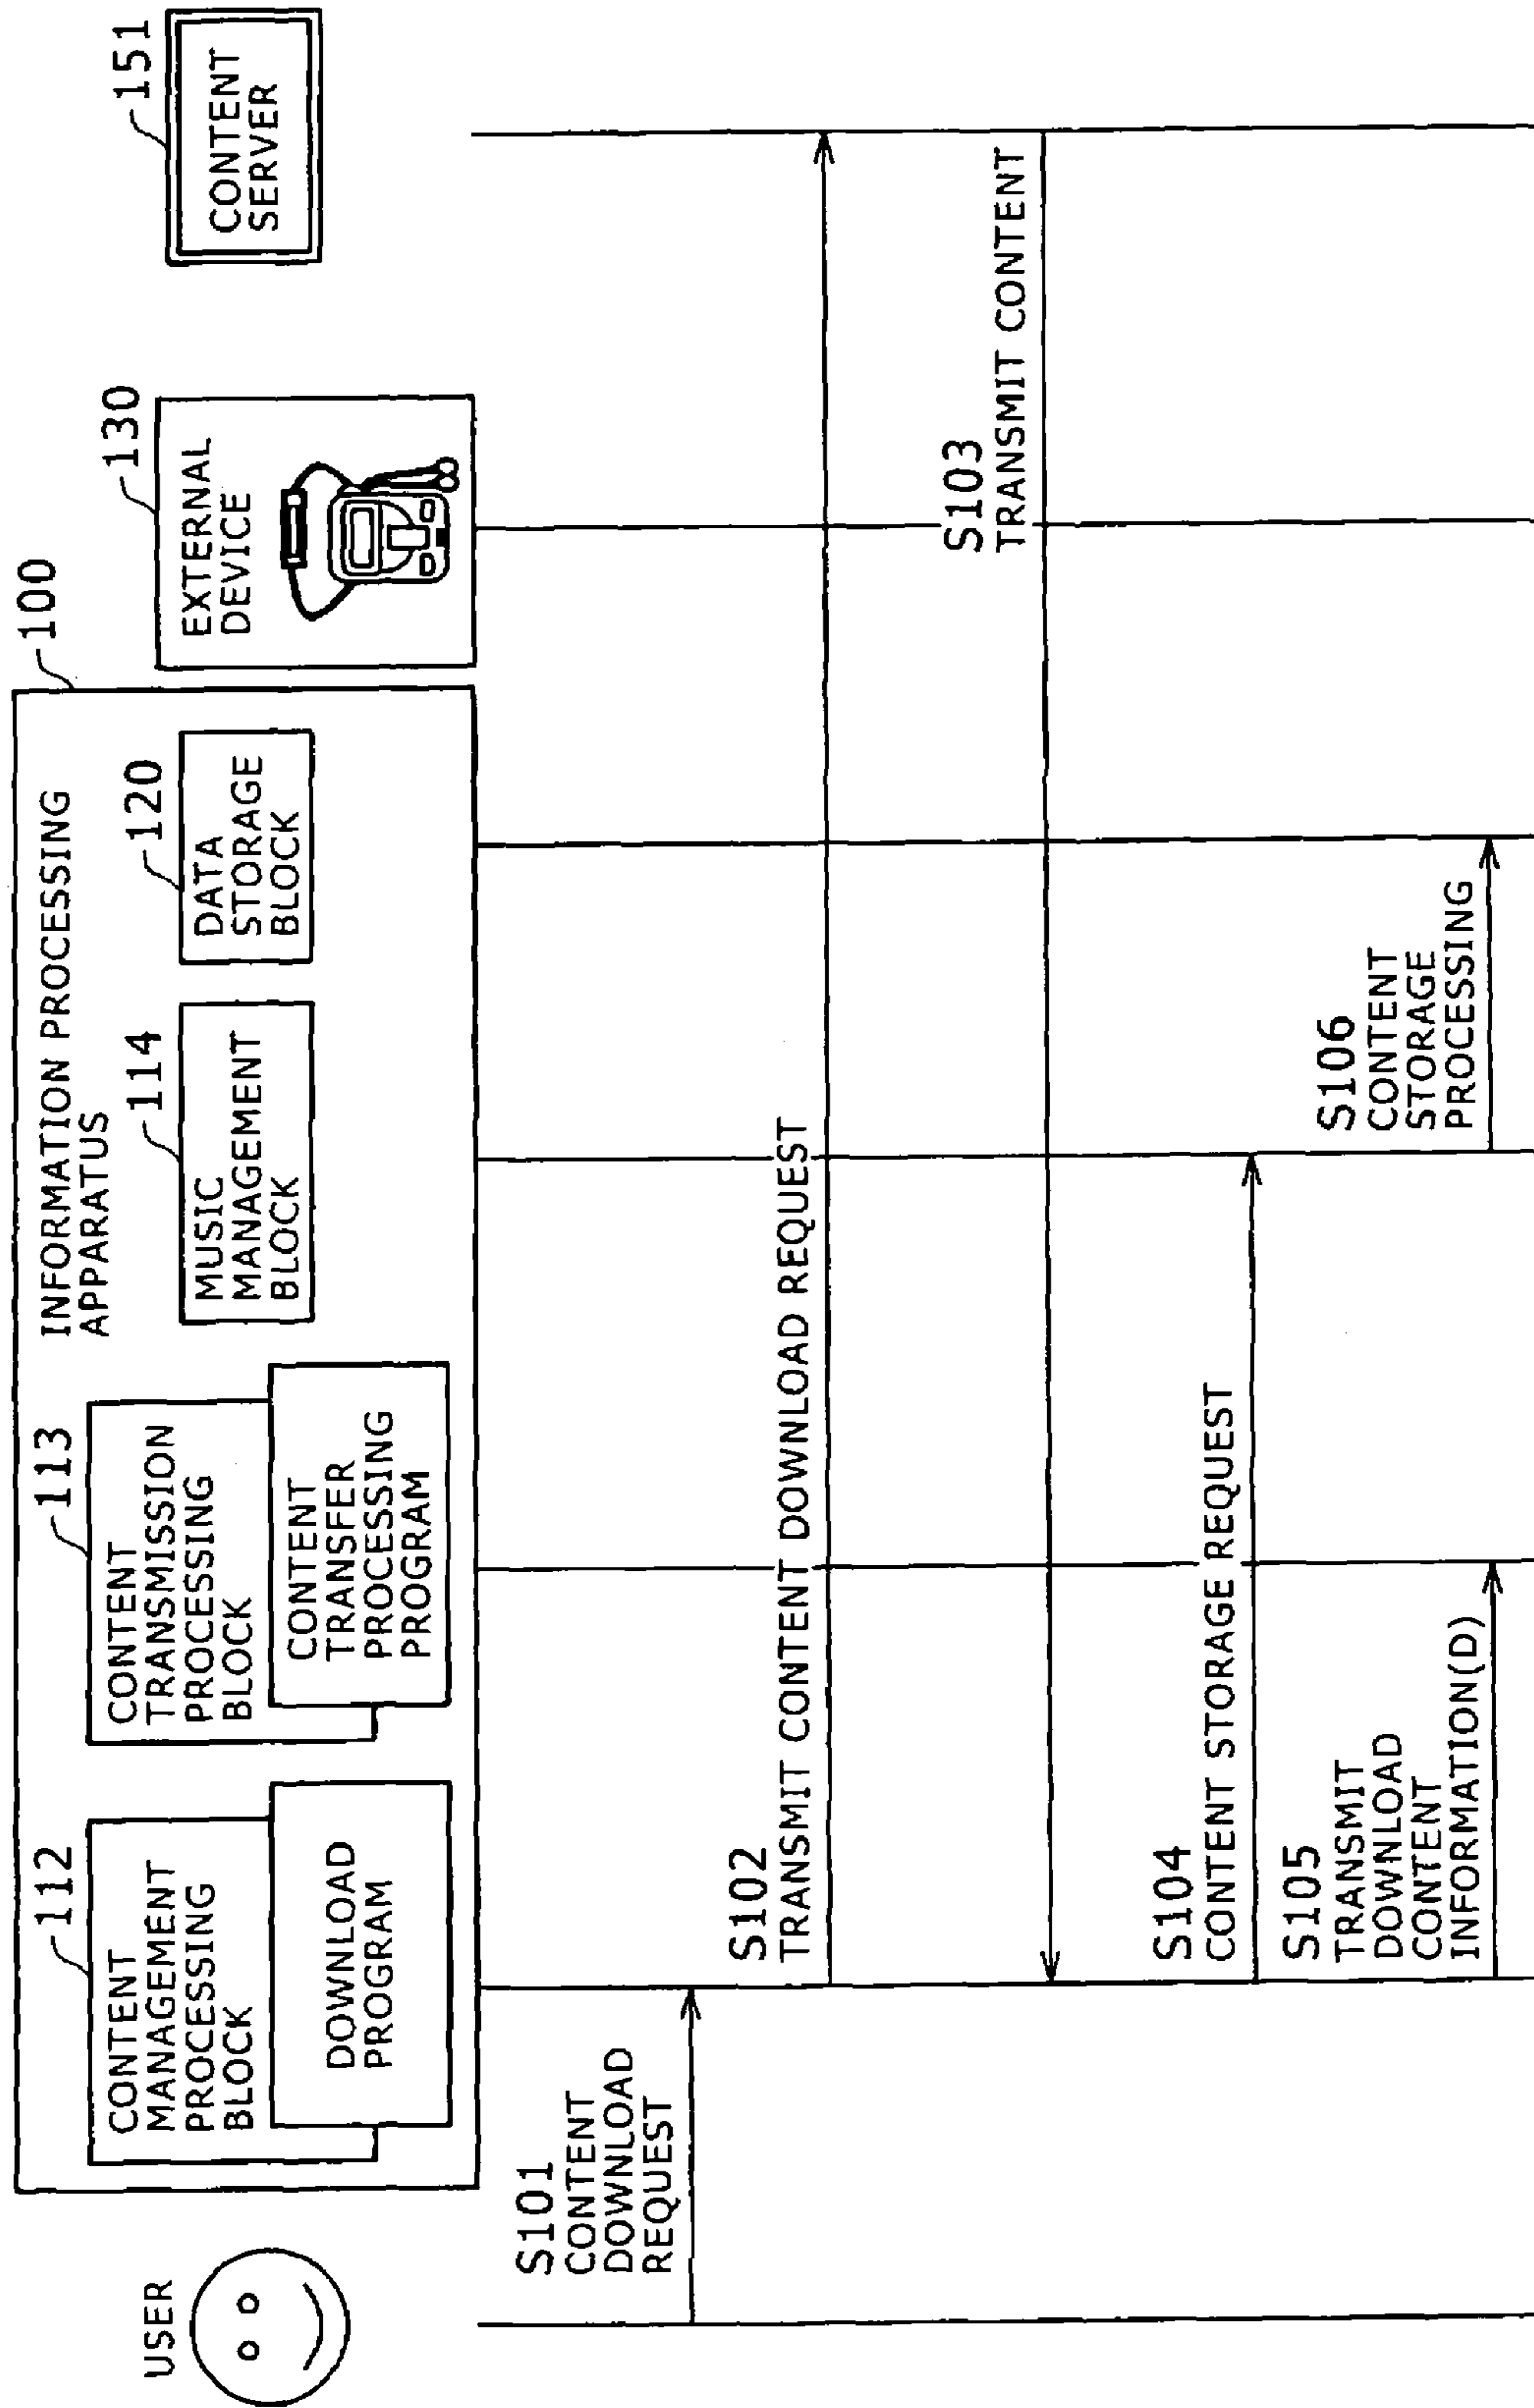 USER
INFORMATION PROCESSING
APPARATUS
100
112
CONTENT
MANAGEMENT
PROCESSING
BLOCK
DOWNLOAD
PROGRAM
113
CONTENT
TRANSMISSION
PROCESSING
BLOCK
CONTENT
TRANSFER
PROCESSING
PROGRAM
114
MUSIC
MANAGEMENT
BLOCK
120
DATA
STORAGE
BLOCK
130
EXTERNAL
DEVICE
151
CONTENT
SERVER
S101
CONTENT
DOWNLOAD
REQUEST
S102
TRANSMIT CONTENT DOWNLOAD REQUEST
S103
TRANSMIT CONTENT
S104
CONTENT STORAGE REQUEST
S105
TRANSMIT
DOWNLOAD
CONTENT
INFORMATION(D)
S106
CONTENT
STORAGE
PROCESSING